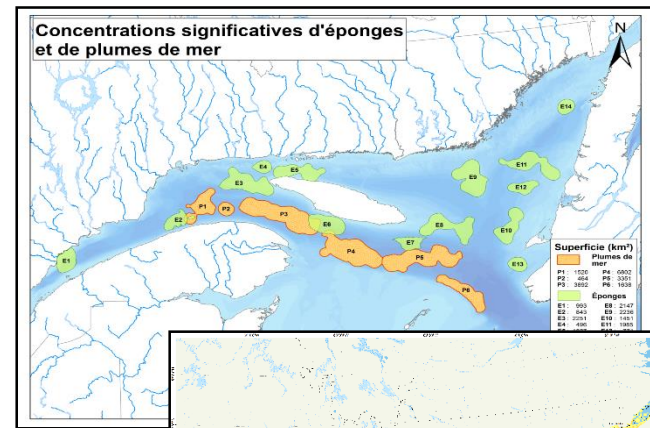 Concentrations significatives d'éponges
et de plumes de mer
N
E14
E4
E5
E11
E9
E3
E12
P1
P2
P3
E2
E6
E8
E10
E7
P4
P5
E1
E13
P6
Superficie (km²)
Plumes de
mer
P1 : 1520 P4 : 6802
P2 : 464 P5 : 3351
P3 : 3892 P6 : 1638
Éponges
E1 : 993 E8 : 2147
E2 : 843 E9 : 2236
E3 : 2251 E10 : 1451
E4 : 496 E11 : 1985